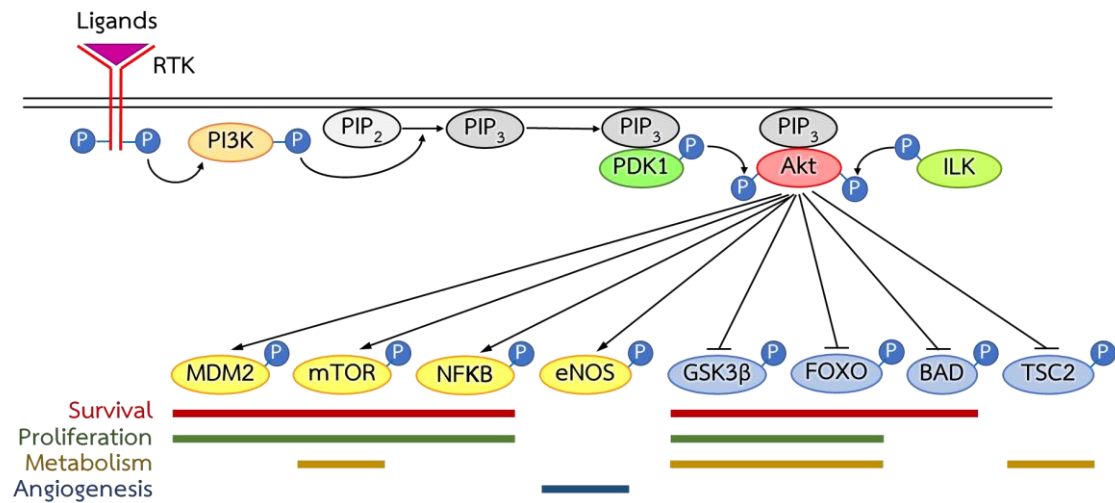 Ligands
RTK
P P PI3K P PIP2 PIP3 PIP3 PDK1 P PIP3 Akt P P P ILK
MDM2 P mTOR P NFKB P eNOS P GSK3β P FOXO P BAD P TSC2 P
Survival
Proliferation
Metabolism
Angiogenesis